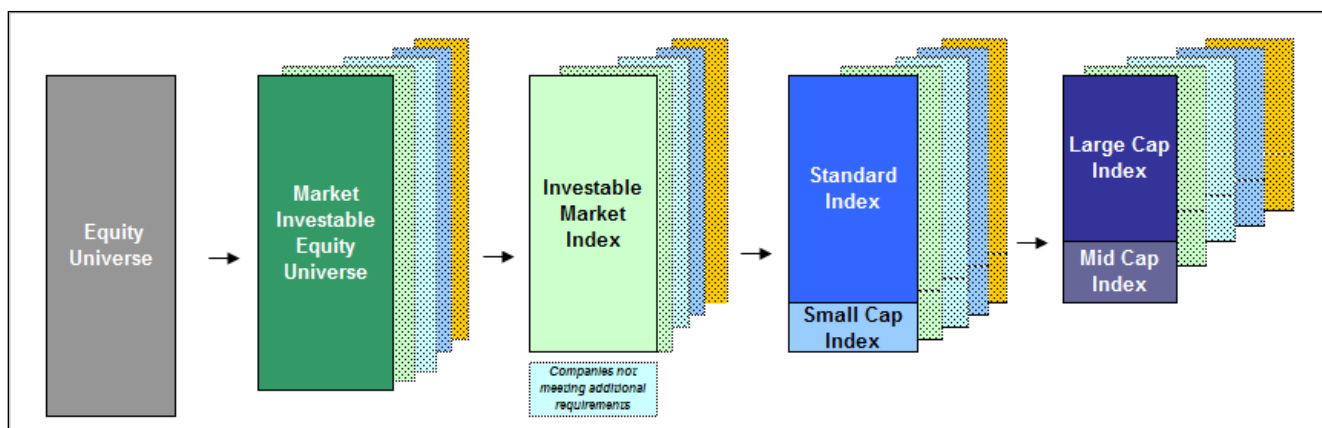 Equity
Universe
Market
Investable
Equity
Universe
Investable
Market
Index
Companies not
meeting additional
requirements
Standard
Index
Small Cap
Index
Large Cap
Index
Mid Cap
Index